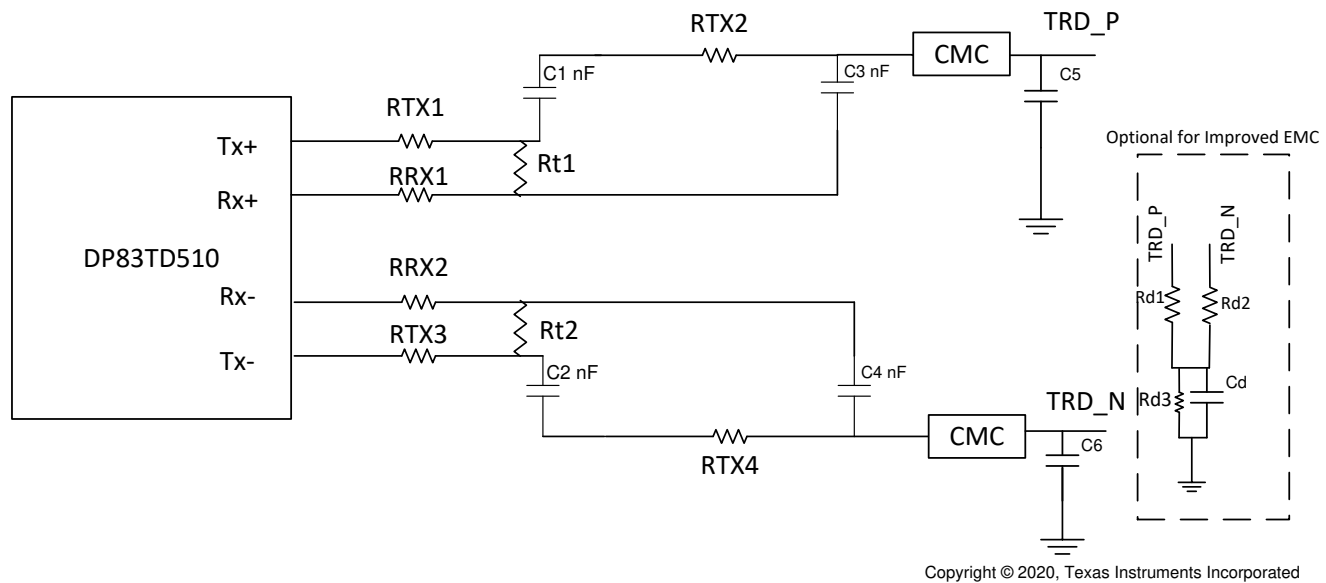 TRD_P
RTX2
CMC
C1 nF
C3 nF
C5
RTX1
Tx+
Rt1
RRX1
Rx+
DP83TD510
RRX2
Rx-
Rt2
RTX3
Tx-
C2 nF
C4 nF
TRD_N
CMC
C6
RTX4
Optional for Improved EMC
TRD_P
TRD_N
Rd1
Rd2
Rd3
Cd
Copyright © 2020, Texas Instruments Incorporated